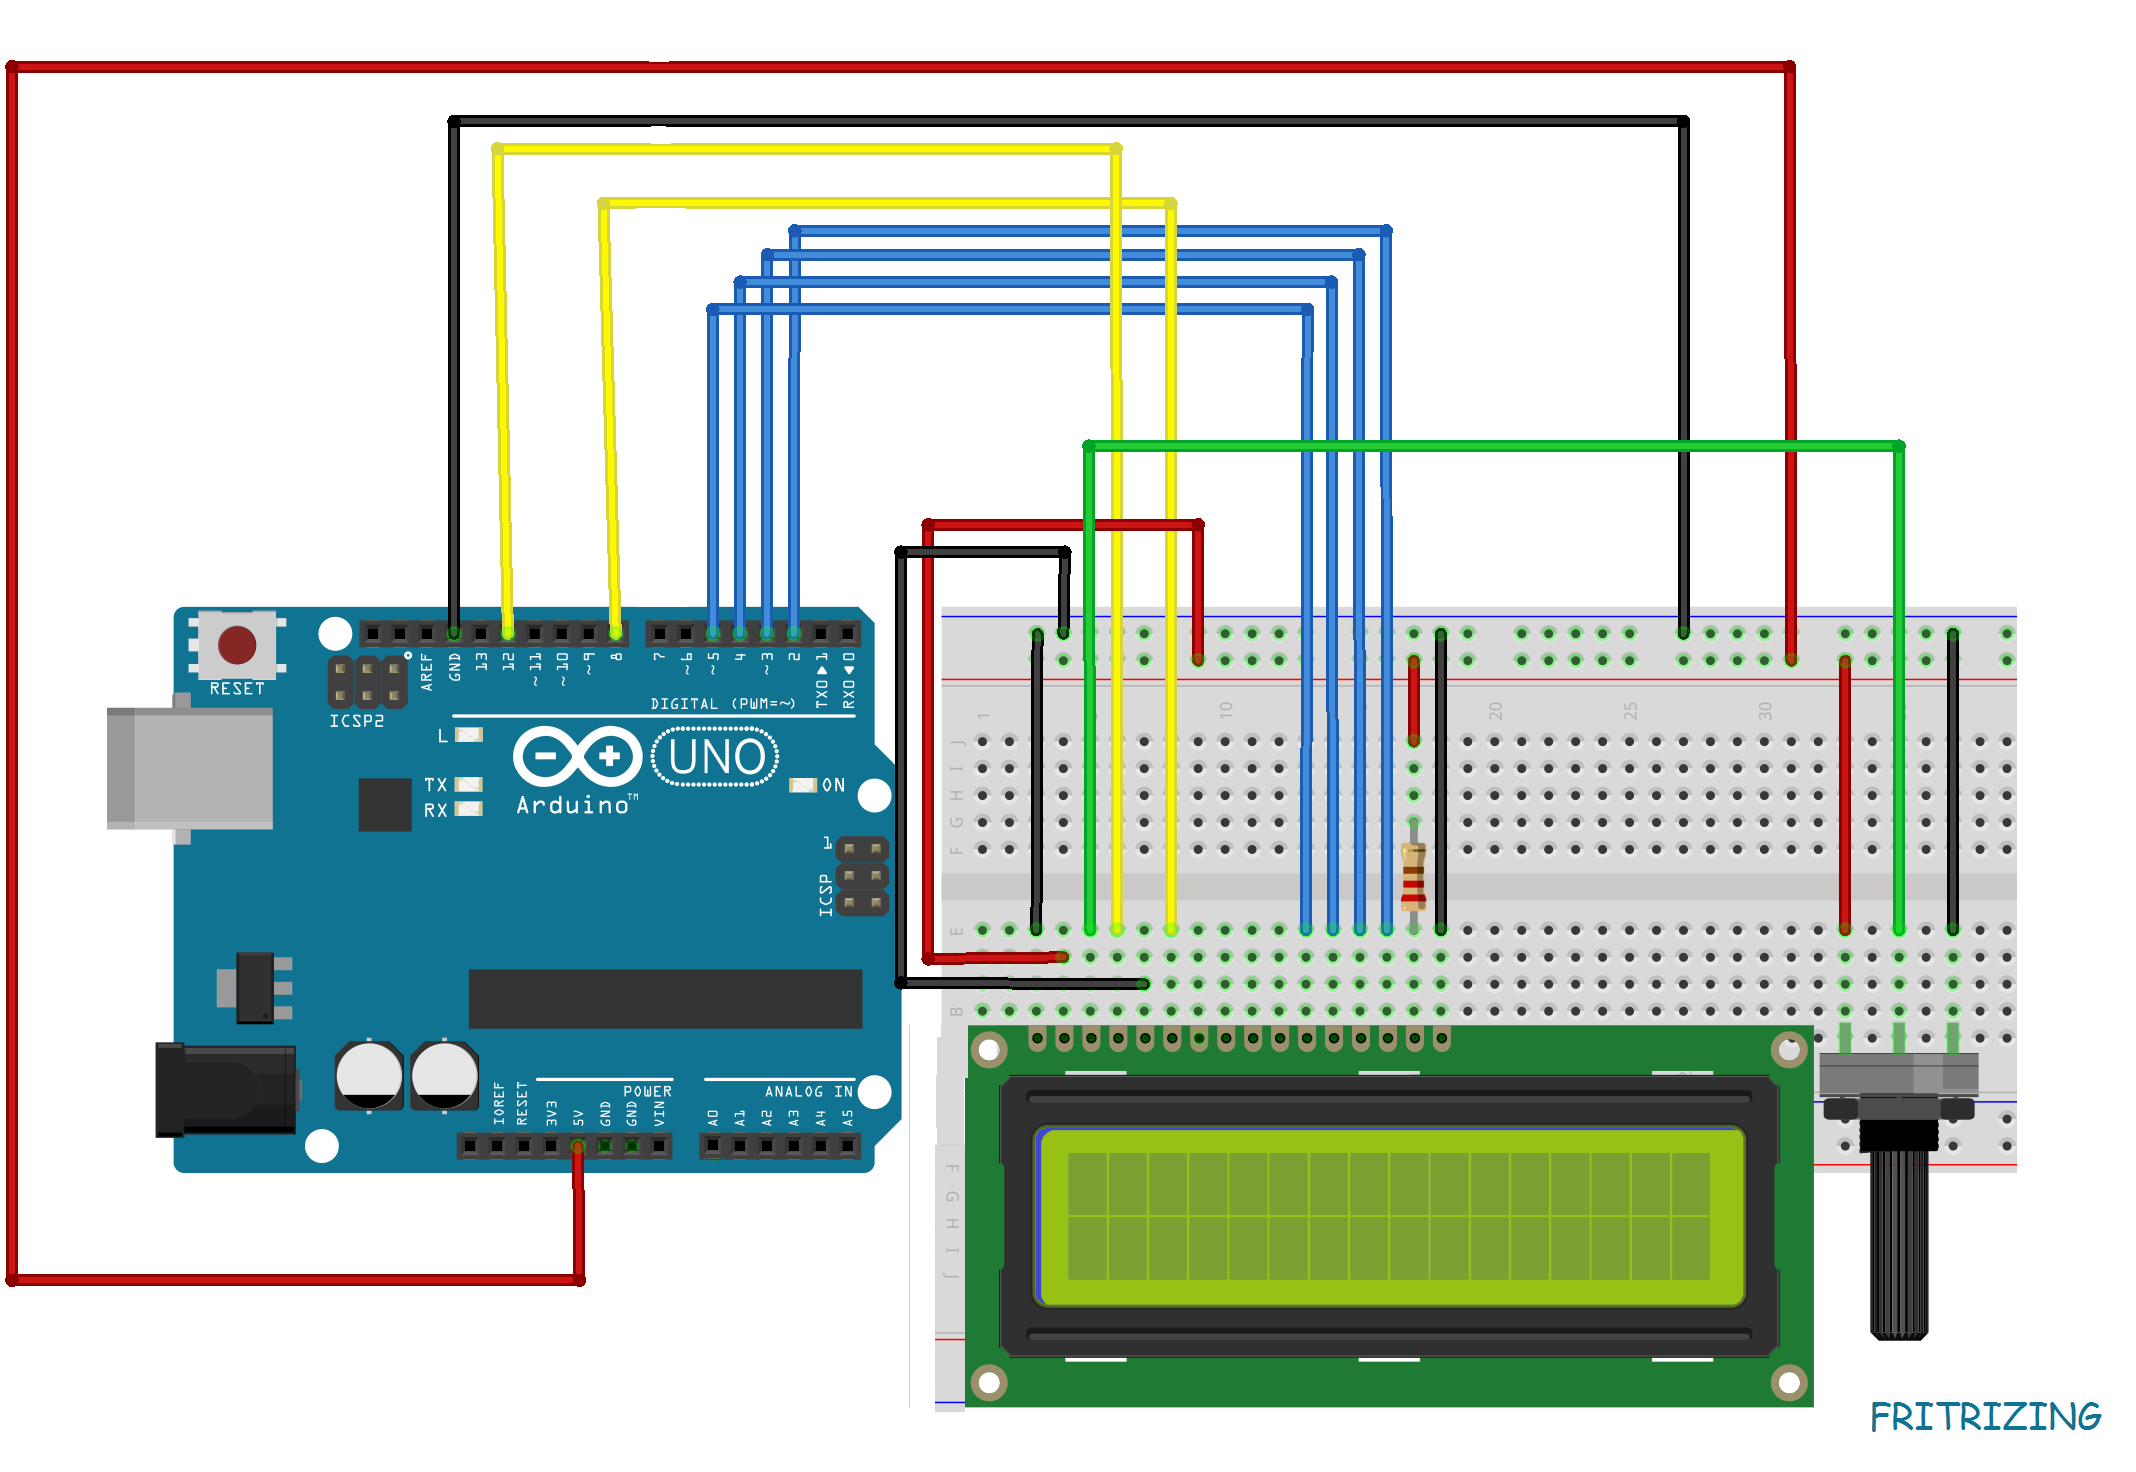 RESET
ICSP2
AREF
GND
13
12
~11
~10
~9
8
7
~6
~5
4
~3
2
TX0▶1
RX0◀0
DIGITAL (PWM=~)
L
TX
RX
UNO
ON
Arduino™
1
ICSP
IOREF
RESET
3V3
5V
GND
GND
VIN
POWER
ANALOG IN
A0
A1
A2
A3
A4
A5
1
10
20
25
30
J
I
H
G
F
E
B
F
G
H
I
J
FRITRIZING